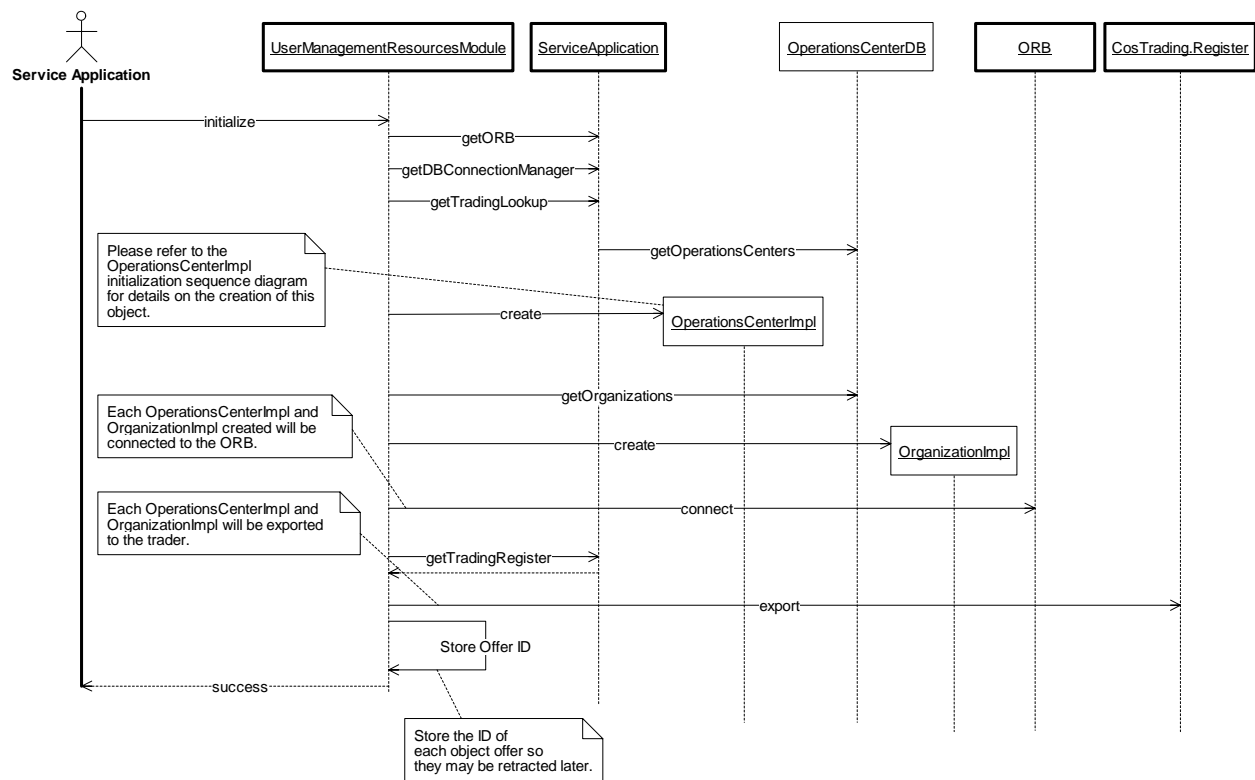 UserManagementResourcesModule
ServiceApplication
OperationsCenterDB
ORB
CosTrading.Register
Service Application
initialize
getORB
getDBConnectionManager
getTradingLookup
Please refer to the
OperationsCenterImpl
initialization sequence diagram
for details on the creation of this
object.
getOperationsCenters
create
OperationsCenterImpl
getOrganizations
Each OperationsCenterImpl and
OrganizationImpl created will be
connected to the ORB.
create
OrganizationImpl
connect
Each OperationsCenterImpl and
OrganizationImpl will be exported
to the trader.
getTradingRegister
export
Store Offer ID
success
Store the ID of
each object offer so
they may be retracted later.